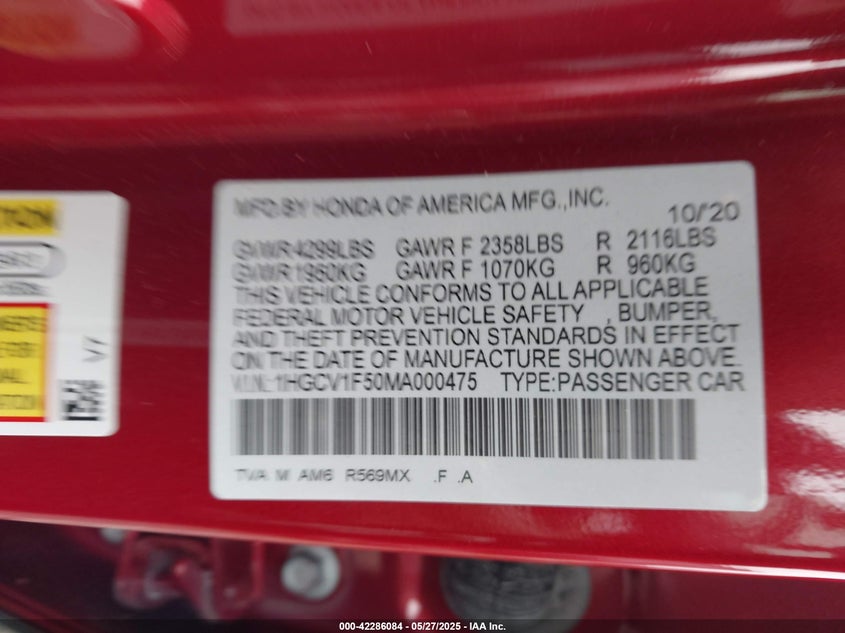 MFD.BY HONDA OF AMERICA MFG.,INC.
10/'20
GVWR 4299LBS GAWR F 2358LBS R 2116LBS
GVWR 1950KG GAWR F 1070KG R 960KG
THIS VEHICLE CONFORMS TO ALL APPLICABLE
FEDERAL MOTOR VEHICLE SAFETY , BUMPER,
AND THEFT PREVENTION STANDARDS IN EFFECT
ON THE DATE OF MANUFACTURE SHOWN ABOVE.
V.I.N.:1HGCV1F50MA000475 TYPE:PASSENGER CAR
TVA M AM6 R569MX .F .A
000-42286084 | 05/27/2025 | IAA Inc.